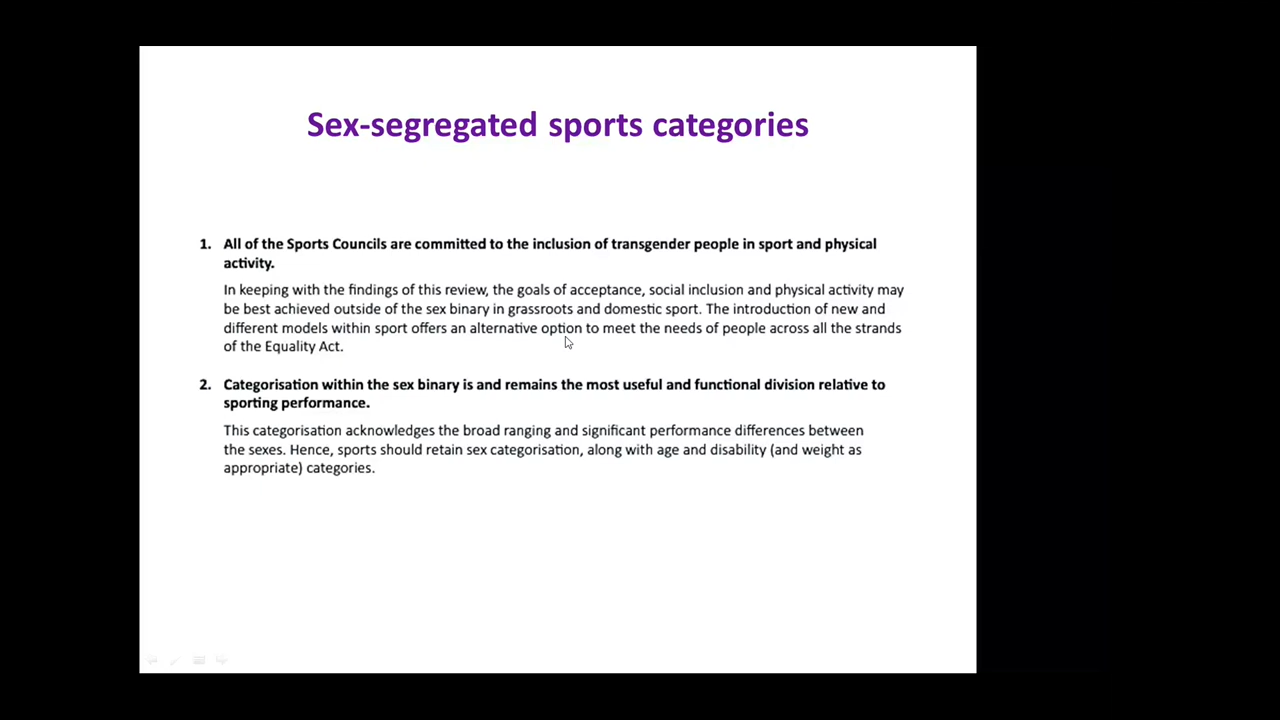 Sex-segregated sports categories
1. All of the Sports Councils are committed to the inclusion of transgender people in sport and physical
activity.
In keeping with the findings of this review, the goals of acceptance, social inclusion and physical activity may
be best achieved outside of the sex binary in grassroots and domestic sport. The introduction of new and
different models within sport offers an alternative option to meet the needs of people across all the strands
of the Equality Act.
2. Categorisation within the sex binary is and remains the most useful and functional division relative to
sporting performance.
This categorisation acknowledges the broad ranging and significant performance differences between
the sexes. Hence, sports should retain sex categorisation, along with age and disability (and weight as
appropriate) categories.